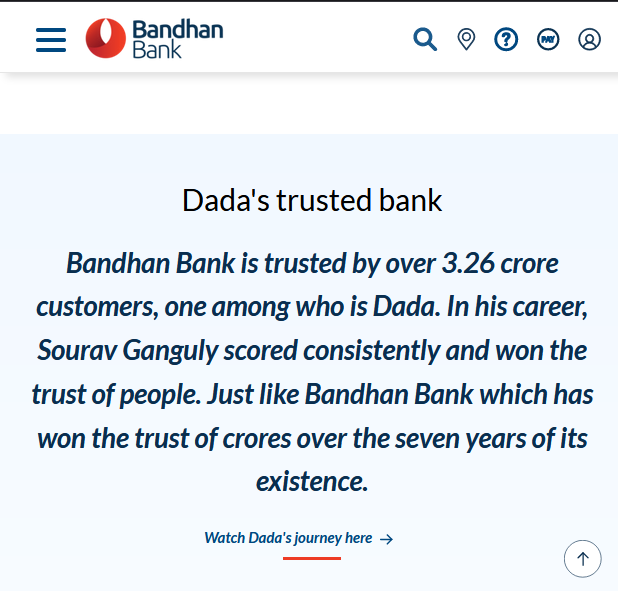 Bandhan
Bank
?
PAY
Dada's trusted bank
Bandhan Bank is trusted by over 3.26 crore
customers, one among who is Dada. In his career,
Sourav Ganguly scored consistently and won the
trust of people. Just like Bandhan Bank which has
won the trust of crores over the seven years of its
existence.
Watch Dada's journey here →